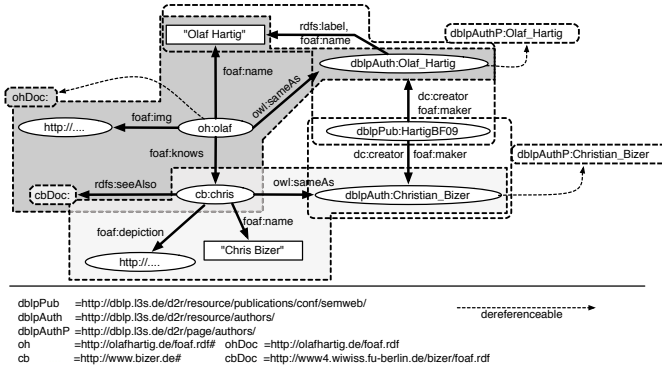 rdfs:label,
foaf:name
"Olaf Hartig"
dblpAuthP:Olaf_Hartig
dblpAuth:Olaf_Hartig
foaf:name
owl:sameAs
ohDoc:
foaf:img
http://....
oh:olaf
dc:creator
foaf:maker
dblpPub:HartigBF09
foaf:knows
dc:creator
foaf:maker
dblpAuthP:Christian_Bizer
cbDoc:
rdfs:seeAlso
cb:chris
owl:sameAs
dblpAuth:Christian_Bizer
foaf:name
foaf:depiction
"Chris Bizer"
http://....
dblpPub =http://dblp.l3s.de/d2r/resource/publications/conf/semweb/
dblpAuth =http://dblp.l3s.de/d2r/resource/authors/
dereferenceable
dblpAuthP =http://dblp.l3s.de/d2r/page/authors/
oh =http://olafhartig.de/foaf.rdf# ohDoc =http://olafhartig.de/foaf.rdf
cb =http://www.bizer.de# cbDoc =http://www4.wiwiss.fu-berlin.de/bizer/foaf.rdf